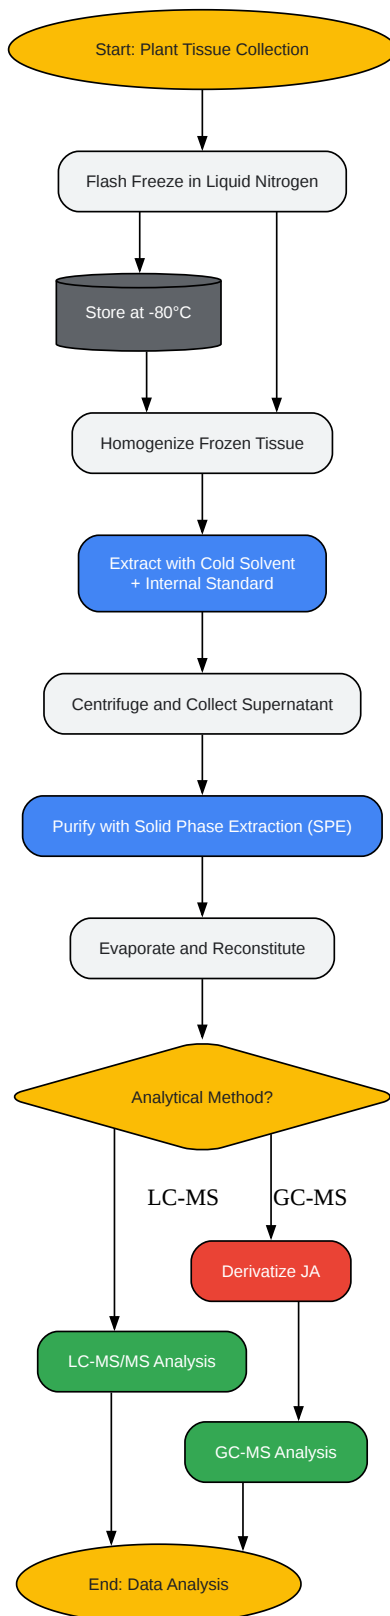 Start: Plant Tissue Collection
Flash Freeze in Liquid Nitrogen
Store at -80°C
Homogenize Frozen Tissue
Extract with Cold Solvent
+ Internal Standard
Centrifuge and Collect Supernatant
Purify with Solid Phase Extraction (SPE)
Evaporate and Reconstitute
Analytical Method?
LC-MS
GC-MS
Derivatize JA
LC-MS/MS Analysis
GC-MS Analysis
End: Data Analysis